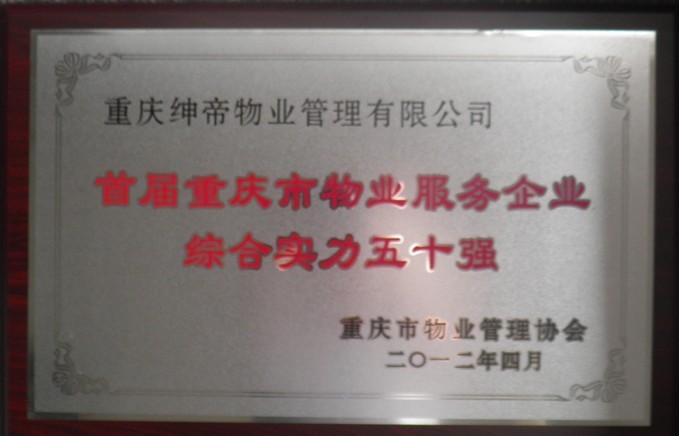 重庆绅帝物业管理有限公司
首届重庆市物业服务企业
综合实力五十强
重庆市物业管理协会
二〇一二年四月